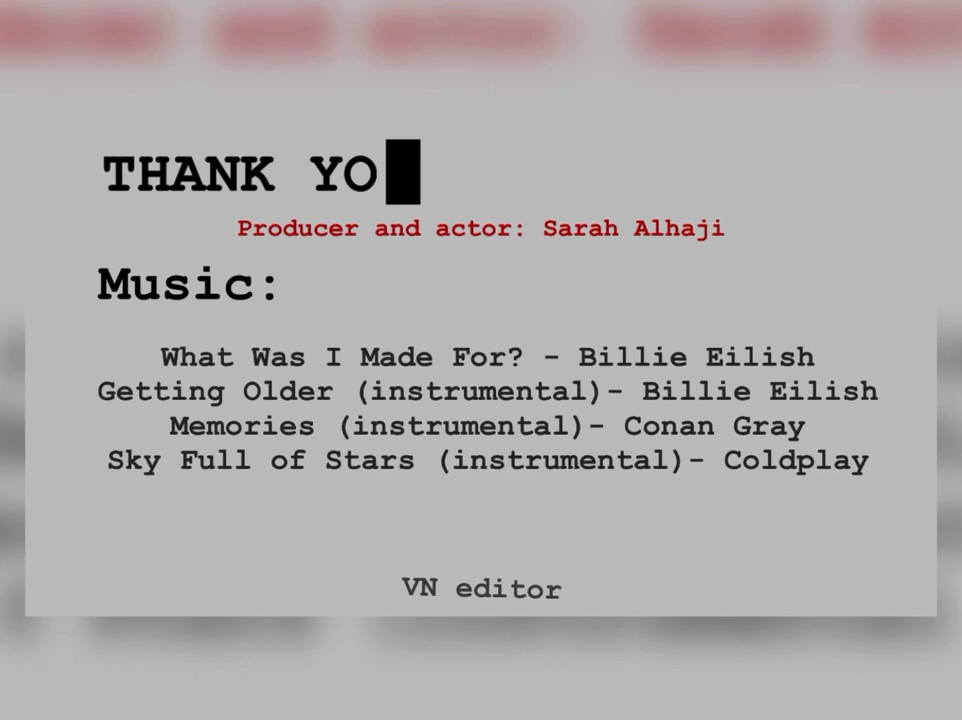 THANK YO
Producer and actor: Sarah Alhaji
Music:
What Was I Made For? - Billie Eilish
Getting Older (instrumental)- Billie Eilish
Memories (instrumental)- Conan Gray
Sky Full of Stars (instrumental)- Coldplay
VN editor